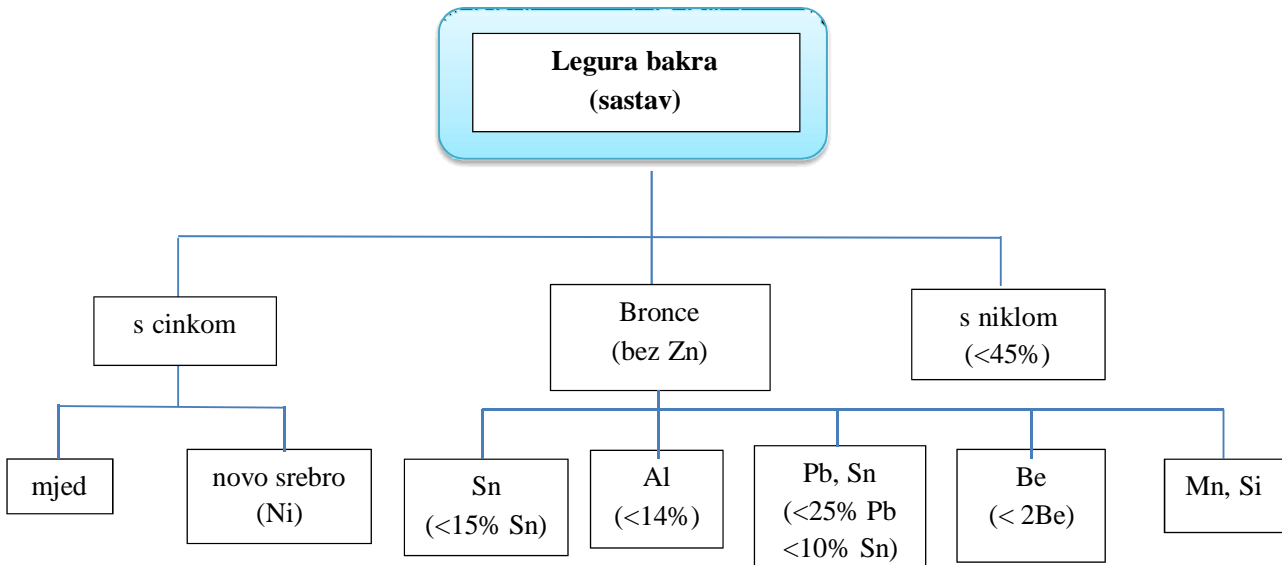 Legura bakra
(sastav)
s cinkom
Bronce
(bez Zn)
s niklom
(<45%)
mjed
novo srebro
(Ni)
Sn
(<15% Sn)
Al
(<14%)
Pb, Sn
(<25% Pb
<10% Sn)
Be
(< 2Be)
Mn, Si